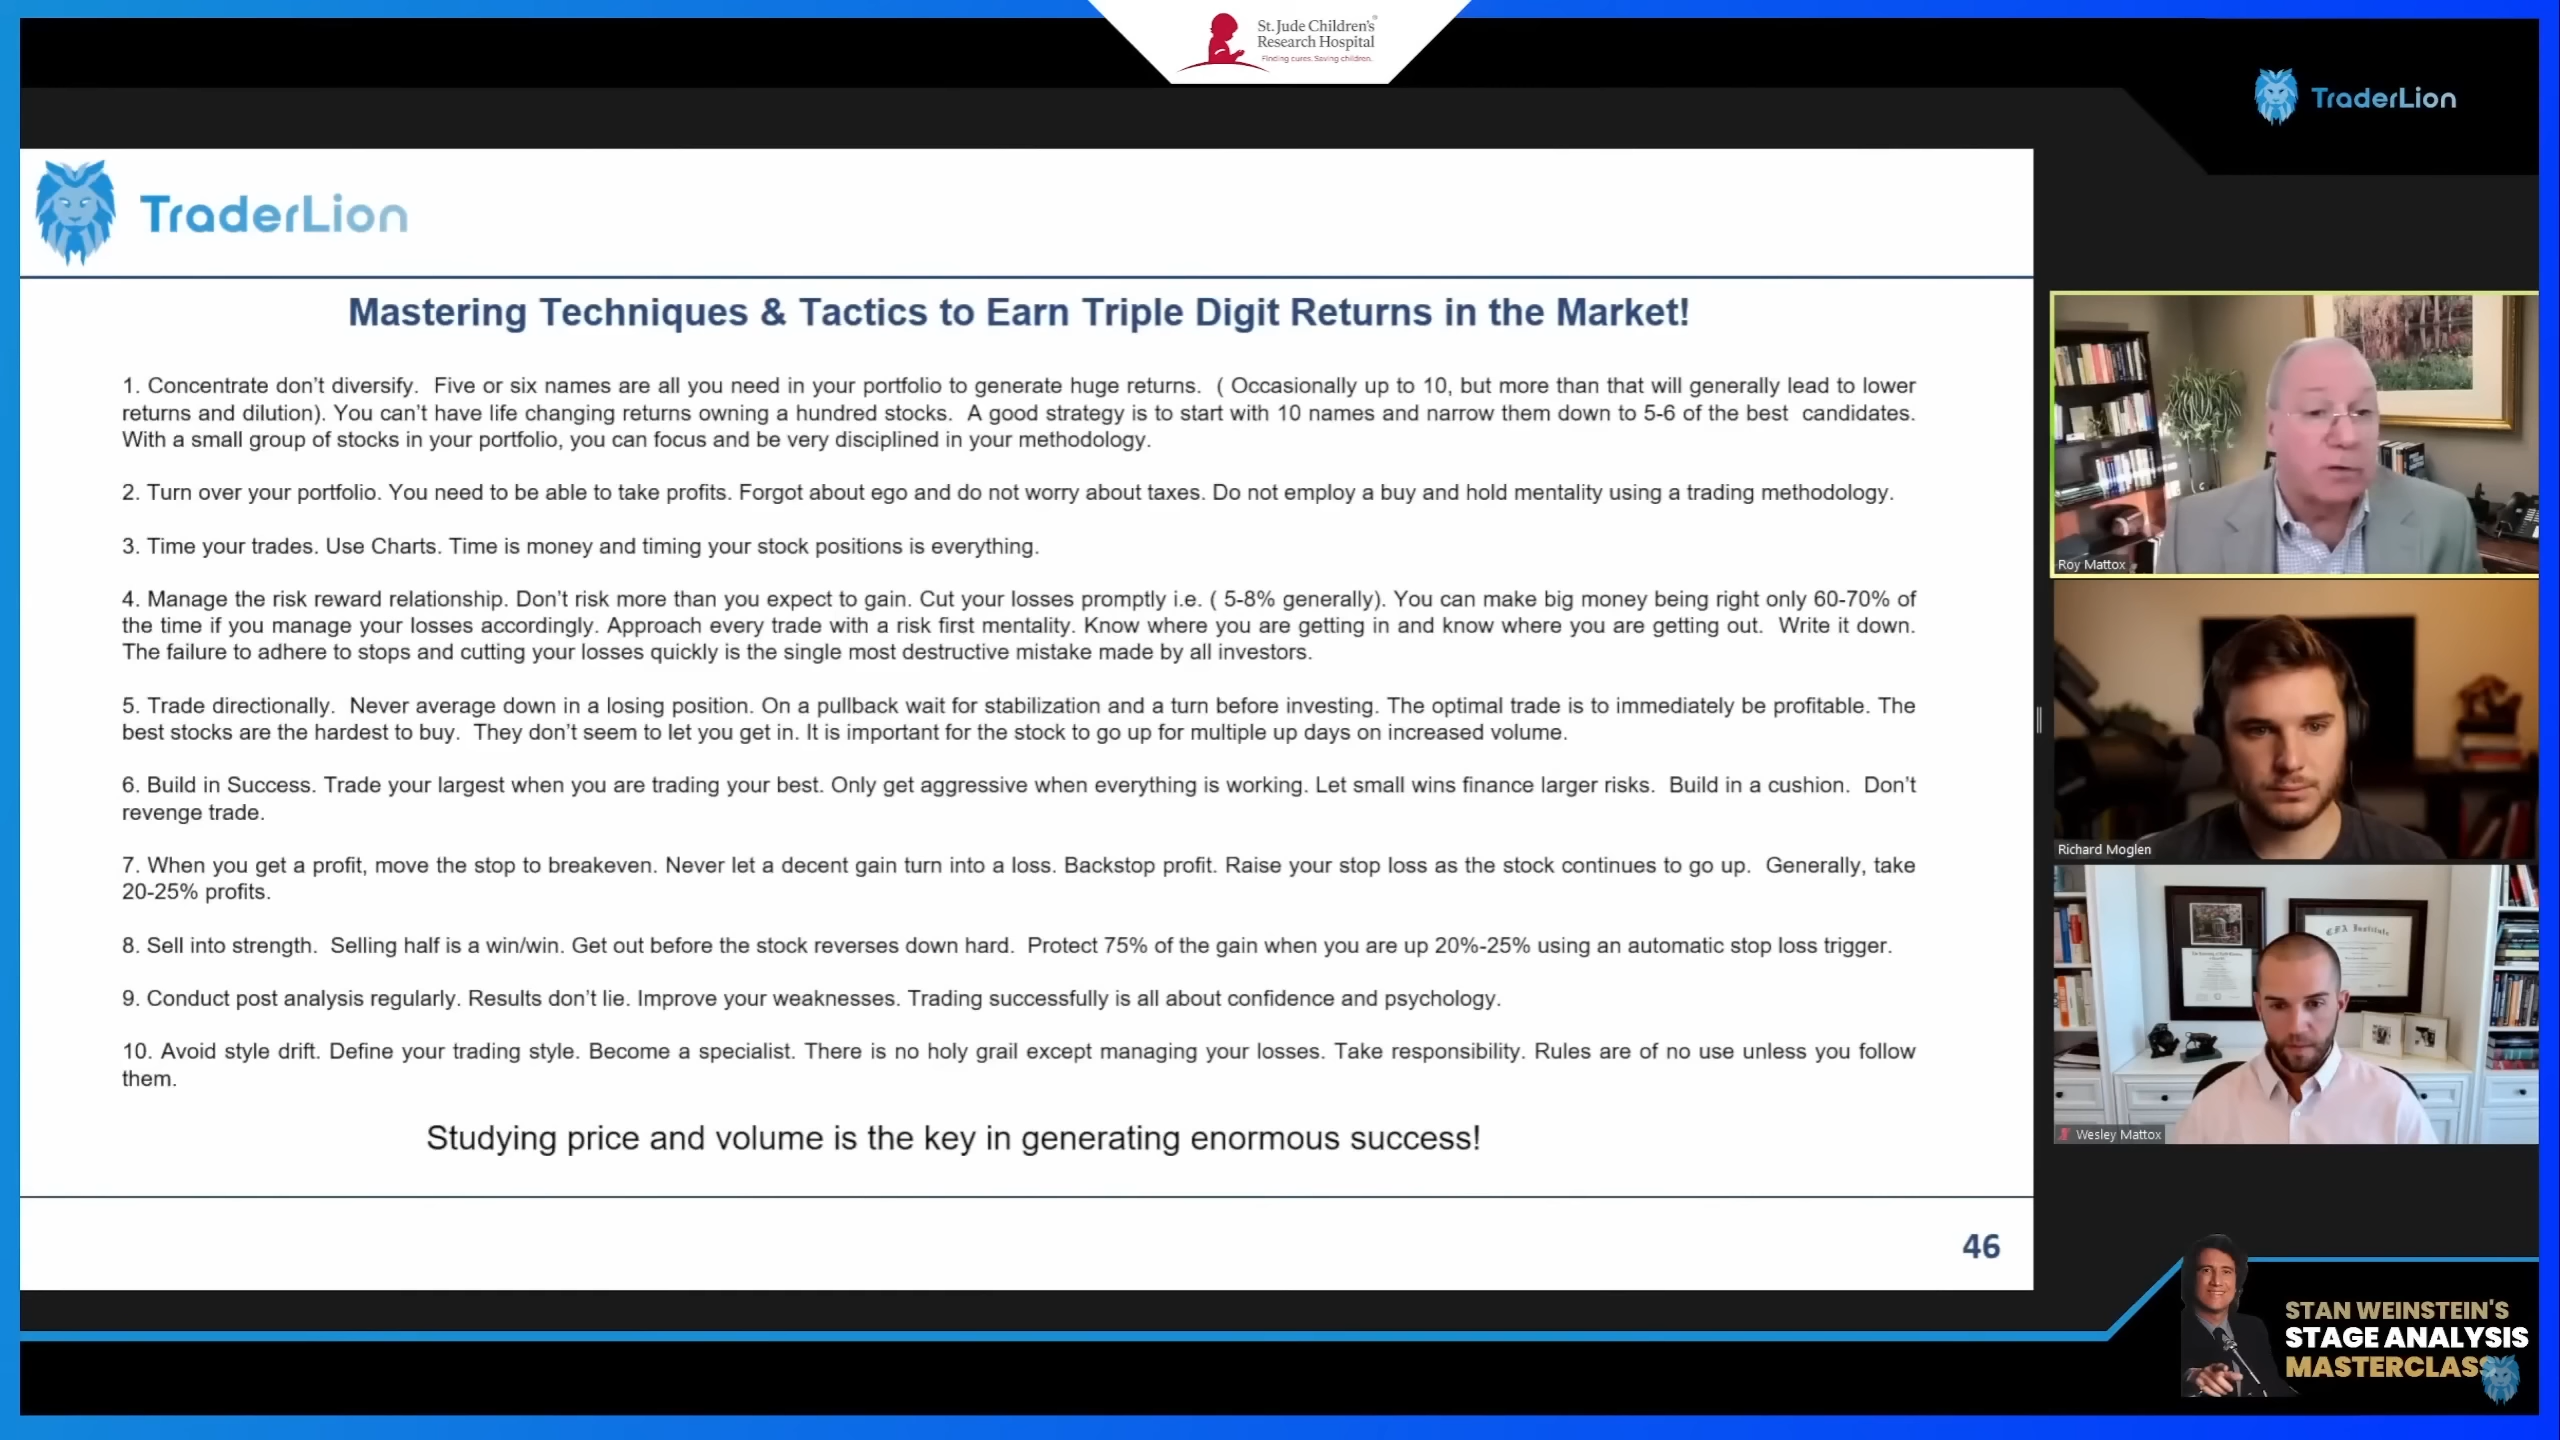 St. Jude Children's®
Research Hospital
Finding cures. Saving children.
TraderLion
TraderLion
Mastering Techniques & Tactics to Earn Triple Digit Returns in the Market!
1. Concentrate don't diversify. Five or six names are all you need in your portfolio to generate huge returns. ( Occasionally up to 10, but more than that will generally lead to lower
returns and dilution). You can't have life changing returns owning a hundred stocks. A good strategy is to start with 10 names and narrow them down to 5-6 of the best candidates.
With a small group of stocks in your portfolio, you can focus and be very disciplined in your methodology.
2. Turn over your portfolio. You need to be able to take profits. Forgot about ego and do not worry about taxes. Do not employ a buy and hold mentality using a trading methodology.
3. Time your trades. Use Charts. Time is money and timing your stock positions is everything.
4. Manage the risk reward relationship. Don't risk more than you expect to gain. Cut your losses promptly i.e. ( 5-8% generally). You can make big money being right only 60-70% of
the time if you manage your losses accordingly. Approach every trade with a risk first mentality. Know where you are getting in and know where you are getting out. Write it down.
The failure to adhere to stops and cutting your losses quickly is the single most destructive mistake made by all investors.
5. Trade directionally. Never average down in a losing position. On a pullback wait for stabilization and a turn before investing. The optimal trade is to immediately be profitable. The
best stocks are the hardest to buy. They don't seem to let you get in. It is important for the stock to go up for multiple up days on increased volume.
6. Build in Success. Trade your largest when you are trading your best. Only get aggressive when everything is working. Let small wins finance larger risks. Build in a cushion. Don't
revenge trade.
7. When you get a profit, move the stop to breakeven. Never let a decent gain turn into a loss. Backstop profit. Raise your stop loss as the stock continues to go up. Generally, take
20-25% profits.
8. Sell into strength. Selling half is a win/win. Get out before the stock reverses down hard. Protect 75% of the gain when you are up 20%-25% using an automatic stop loss trigger.
9. Conduct post analysis regularly. Results don't lie. Improve your weaknesses. Trading successfully is all about confidence and psychology.
10. Avoid style drift. Define your trading style. Become a specialist. There is no holy grail except managing your losses. Take responsibility. Rules are of no use unless you follow
them.
Studying price and volume is the key in generating enormous success!
46
Roy Mattox
Richard Moglen
CFA Institute
Wesley Mattox
STAN WEINSTEIN'S
STAGE ANALYSIS
MASTERCLASS